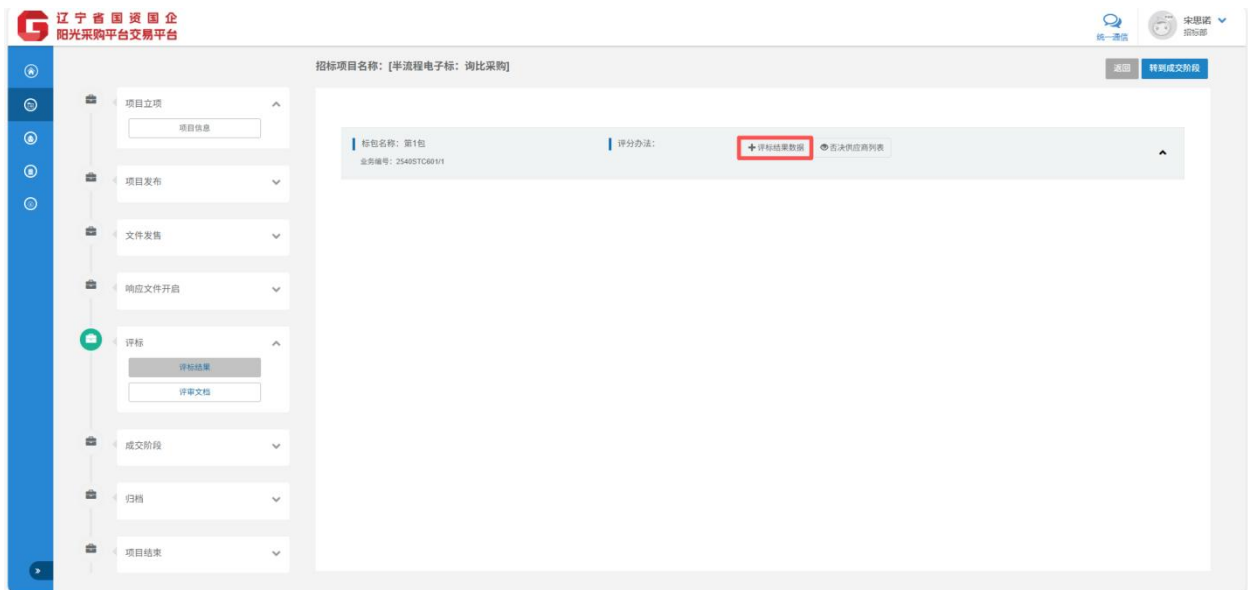 辽宁省国资国企
阳光采购平台交易平台
统一通信
宋思诺
招标部
招标项目名称：[半流程电子标：询比采购]
返回
转到成交阶段
项目立项
项目信息
项目发布
文件发售
响应文件开启
评标
评标结果
评审文档
成交阶段
归档
项目结束
标包名称：第1包
业务编号：25405TC601/1
评分办法：
+评标结果数据
否决供应商列表